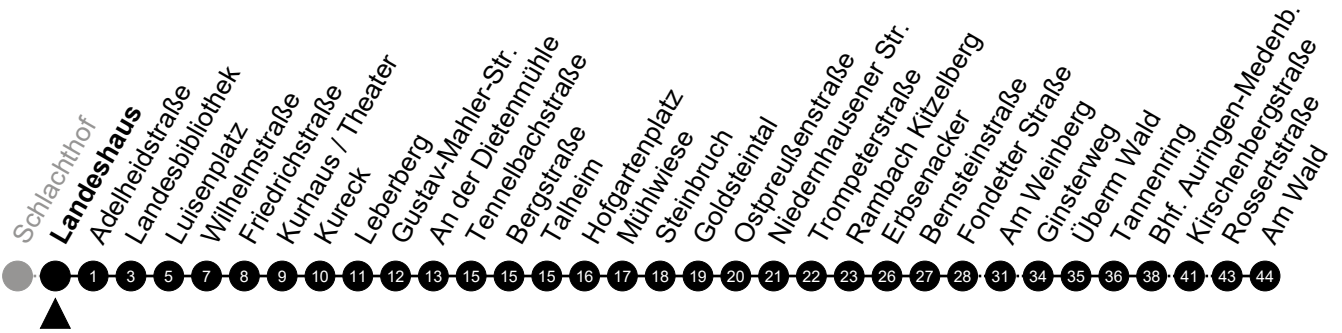 Schlachthof
Landeshaus
Adelheidstraße
Landesbibliothek
Luisenplatz
Wilhelmstraße
Friedrichstraße
Kurhaus / Theater
Kureck
Leberberg
Gustav-Mahler-Str.
An der Dietenmühle
Tennelbachstraße
Bergstraße
Talheim
Hofgartenplatz
Mühlwiese
Steinbruch
Goldsteintal
Ostpreußenstraße
Niedernhausener Str.
Trompeterstraße
Rambach Kitzelberg
Erbsenacker
Bernsteinstraße
Fondetter Straße
Am Weinberg
Ginsterweg
Überm Wald
Tannenring
Bhf. Auringen-Medenb.
Kirschenbergstraße
Rossertstraße
Am Wald
1 3 5 7 8 9 10 11 12 13 15 15 15 16 17 18 19 20 21 22 23 26 27 28 31 34 35 36 38 41 43 44